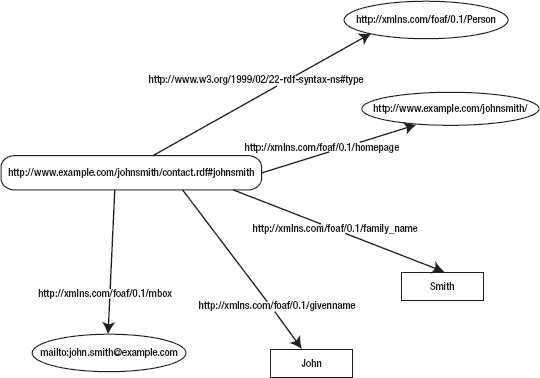 http://xmlns.com/foaf/0.1/Person
http://www.w3.org/1999/02/22-rdf-syntax-ns#type
http://www.example.com/johnsmith/
http://xmlns.com/foaf/0.1/homepage
http://www.example.com/johnsmith/contact.rdf#johnsmith
http://xmlns.com/foaf/0.1/family_name
Smith
http://xmlns.com/foaf/0.1/mbox
http://xmlns.com/foaf/0.1/givenname
mailto:john.smith@example.com
John